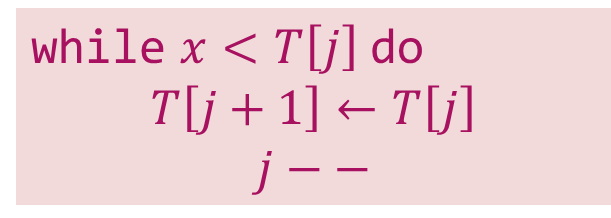 while x < T[j] do
T[j + 1] ← T[j]
j − −